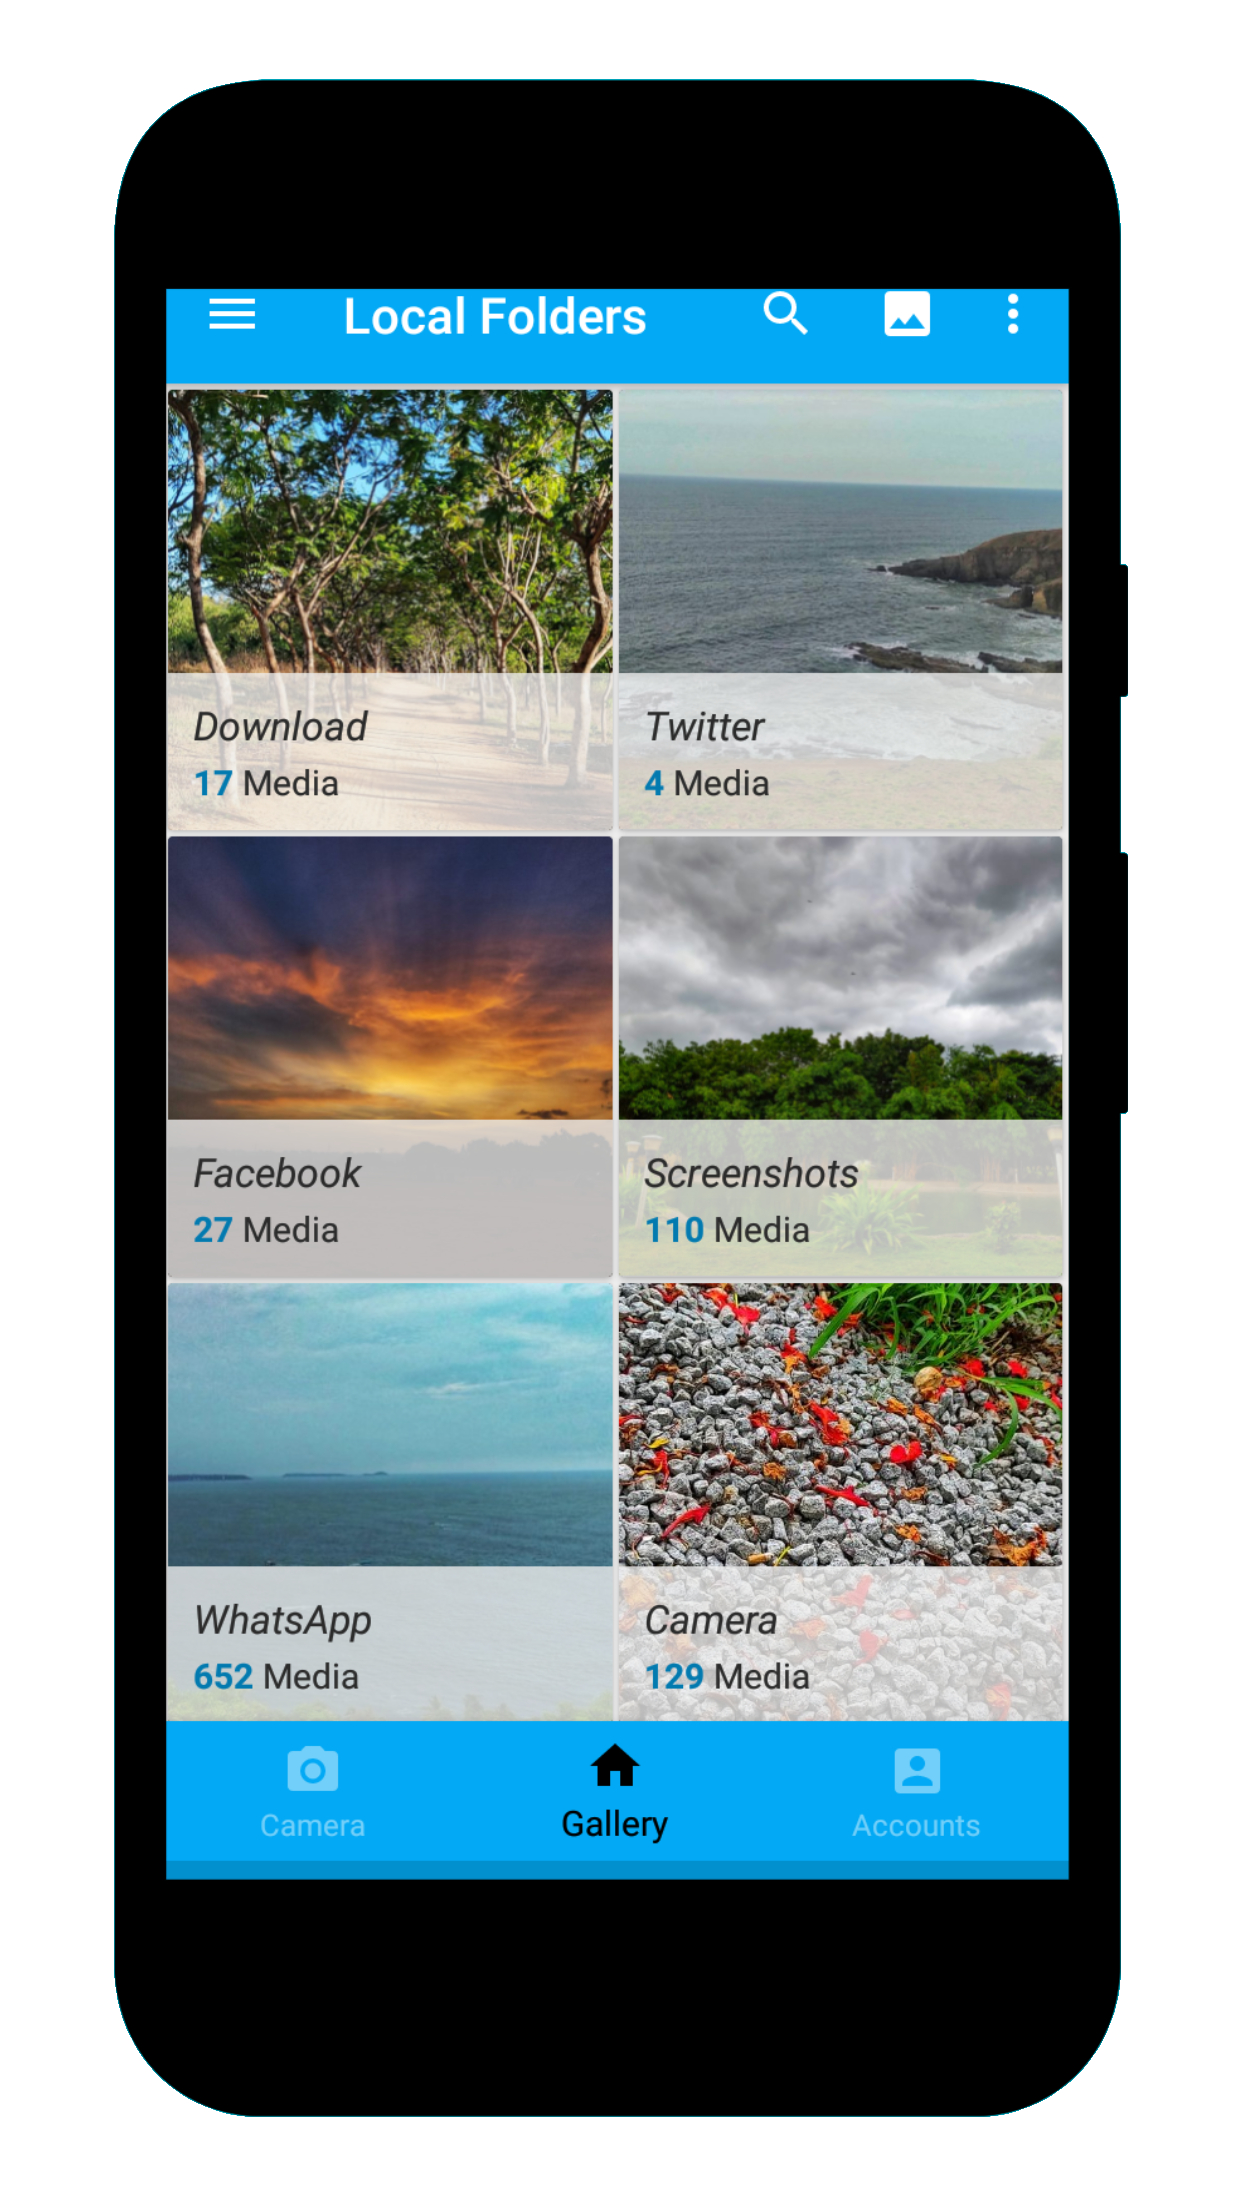 Local Folders
Download
17 Media
Twitter
4 Media
Facebook
27 Media
Screenshots
110 Media
WhatsApp
652 Media
Camera
129 Media
Camera
Gallery
Accounts